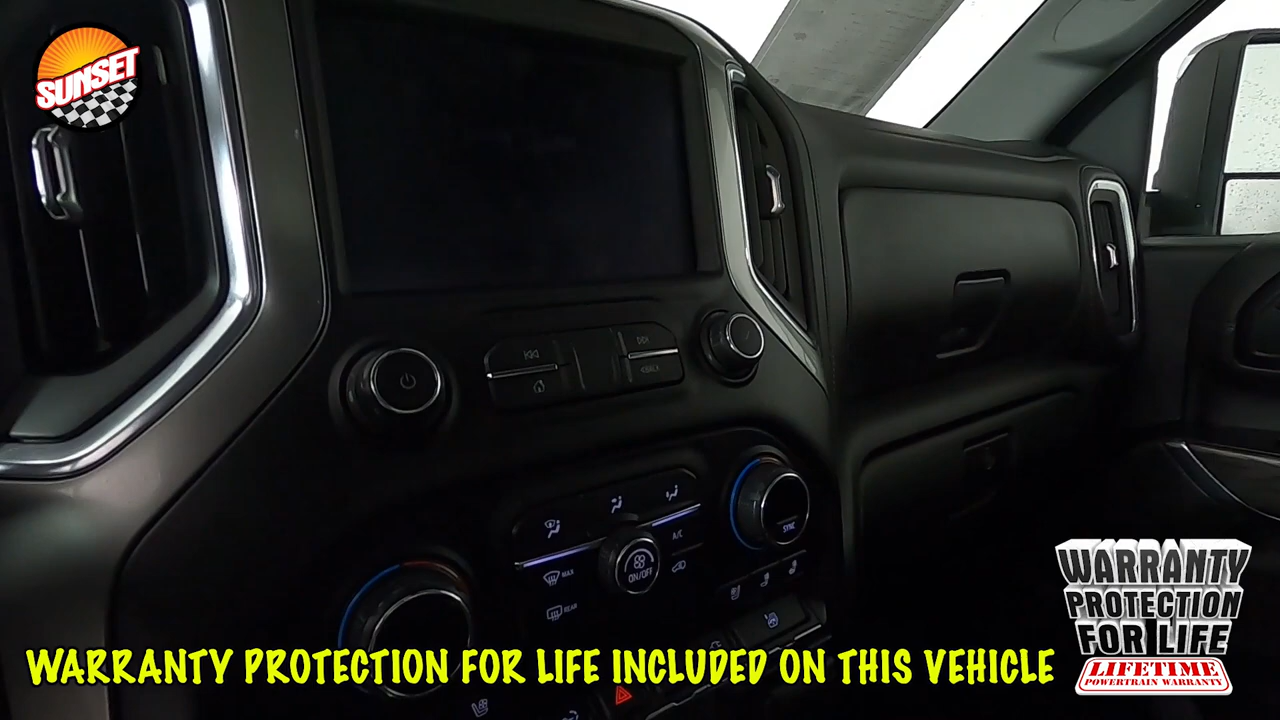 SUNSET
BACK
SYNC
A/C
ON/OFF
MAX
REAR
WARRANTY PROTECTION FOR LIFE INCLUDED ON THIS VEHICLE
WARRANTY
PROTECTION
FOR LIFE
LIFETIME
POWERTRAIN WARRANTY